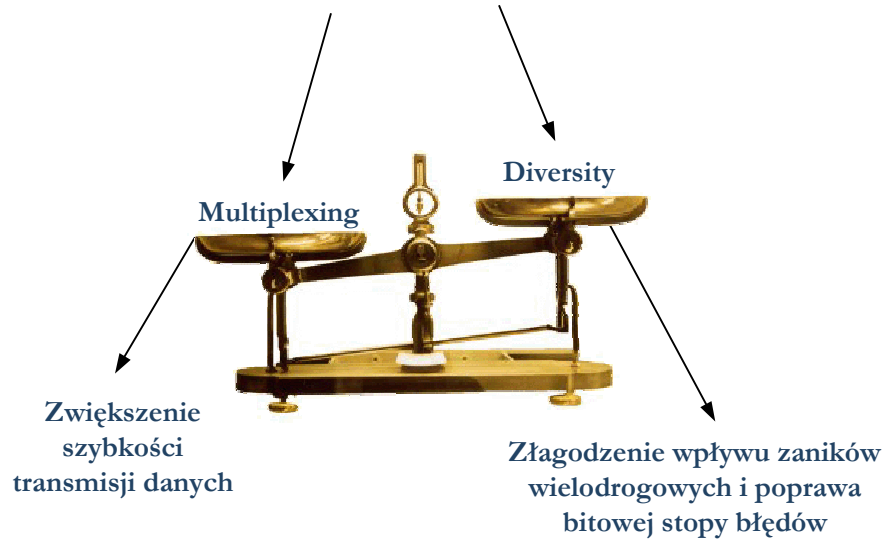 Diversity
Multiplexing
Zwiększenie
szybkości
transmisji danych
Złagodzenie wpływu zaników
wielodrogowych i poprawa
bitowej stopy błędów